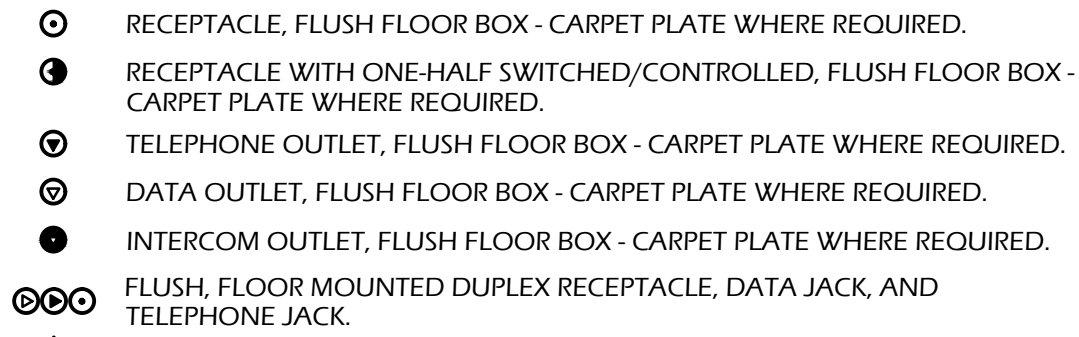 RECEPTACLE, FLUSH FLOOR BOX - CARPET PLATE WHERE REQUIRED.
RECEPTACLE WITH ONE-HALF SWITCHED/CONTROLLED, FLUSH FLOOR BOX -
CARPET PLATE WHERE REQUIRED.
TELEPHONE OUTLET, FLUSH FLOOR BOX - CARPET PLATE WHERE REQUIRED.
DATA OUTLET, FLUSH FLOOR BOX - CARPET PLATE WHERE REQUIRED.
INTERCOM OUTLET, FLUSH FLOOR BOX - CARPET PLATE WHERE REQUIRED.
FLUSH, FLOOR MOUNTED DUPLEX RECEPTACLE, DATA JACK, AND
TELEPHONE JACK.